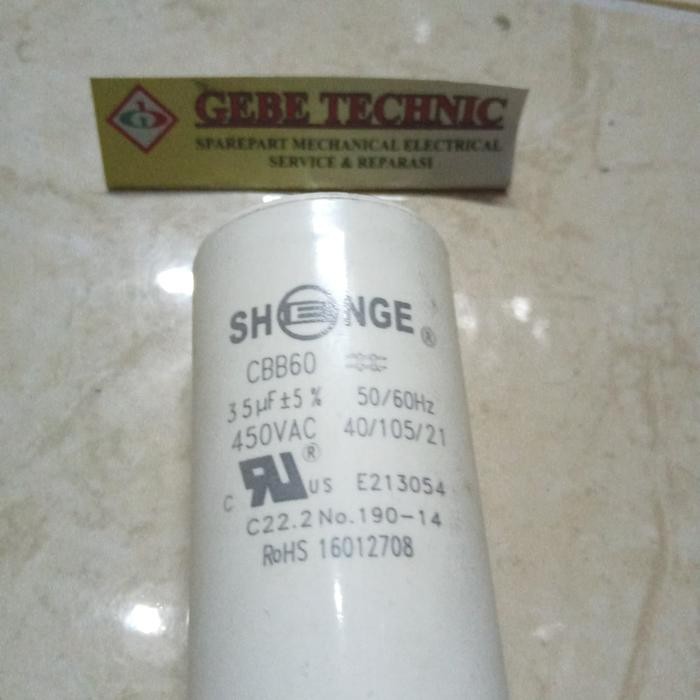 GEBE TECHNIC
SPAREPART MECHANICAL ELECTRICAL
SERVICE & REPARASI
SHENGE ®
CBB60
35µF±5% 50/60Hz
450VAC 40/105/21
C RU ® US E213054
C22.2 No.190-14
RoHS 16012708